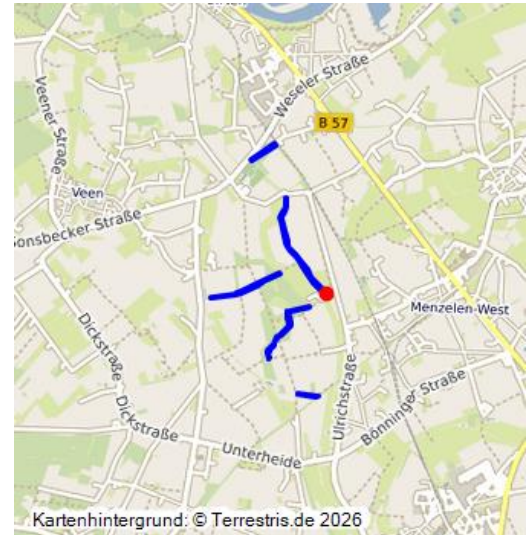 Weseler Straße
B 57
Veener Straße
Veen
Sonsbecker Straße
Menzelen-West
Dickstraße
Dickstraße
Ulrichstraße
Bönninger Straße
Unterheide
Kartenhintergrund: © Terrestris.de 2026